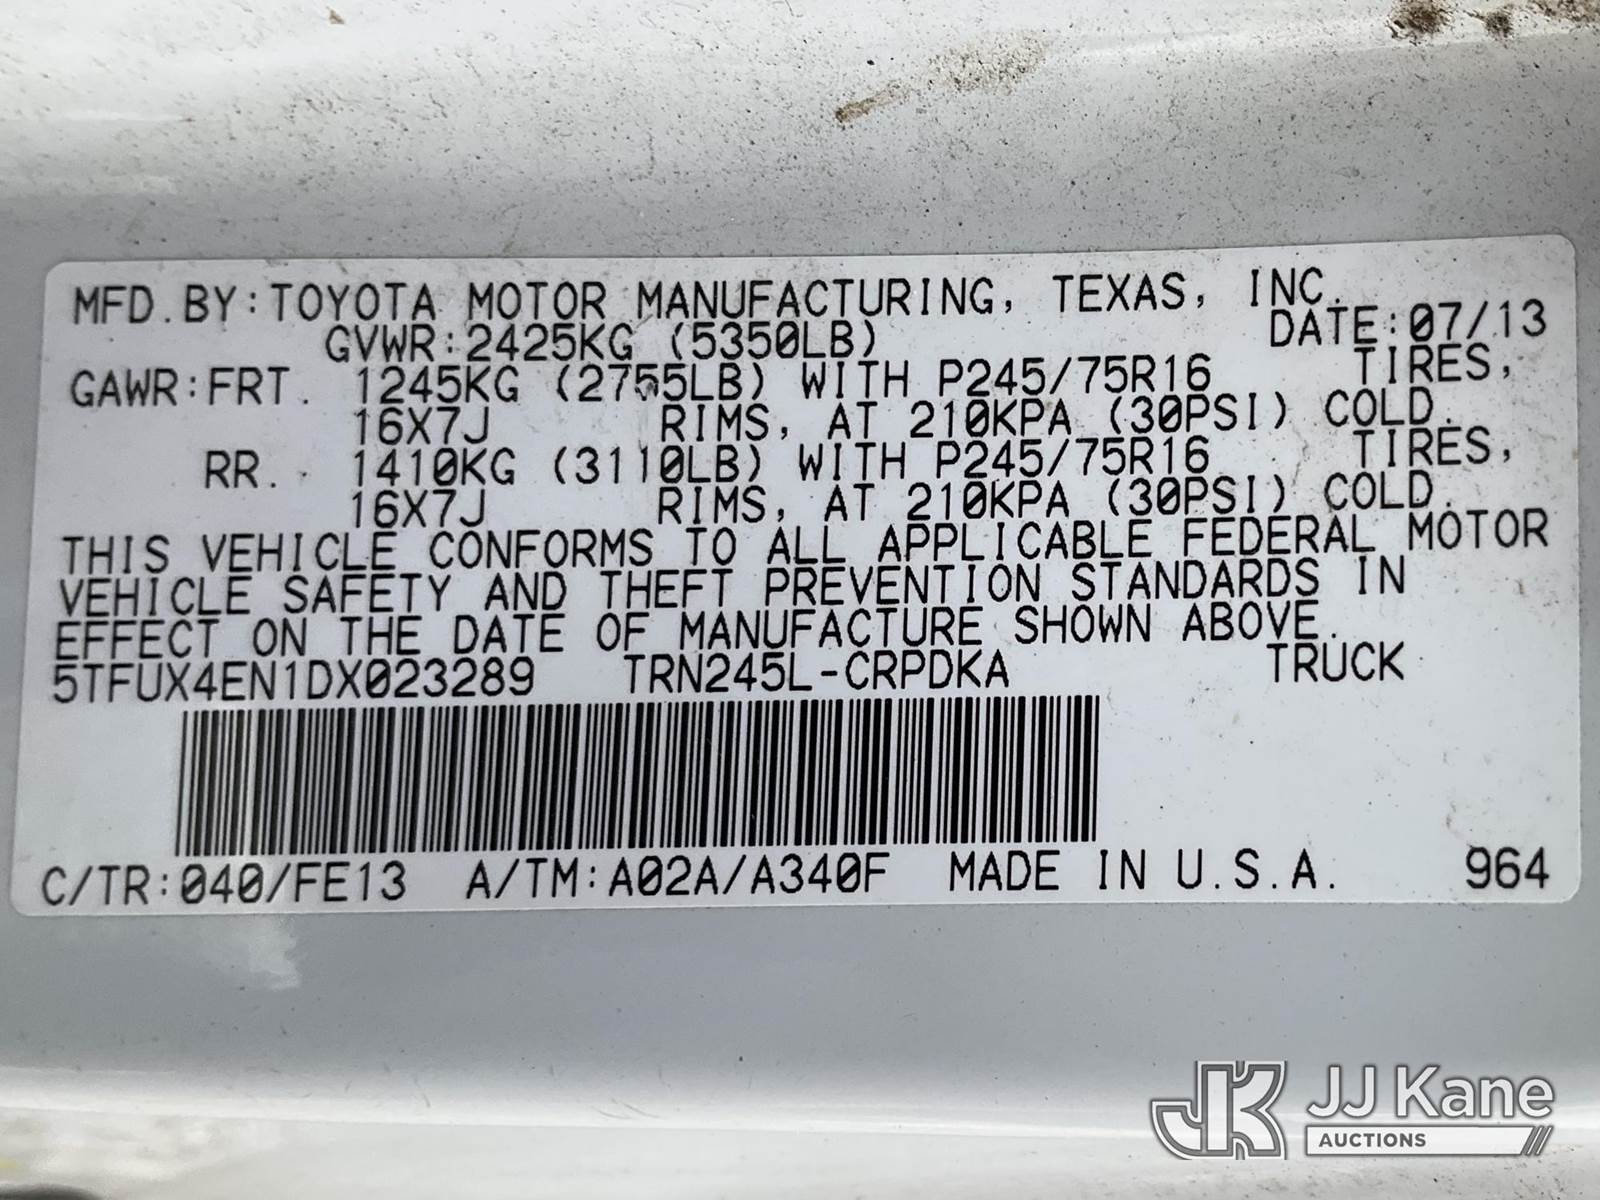 MFD.BY:TOYOTA MOTOR MANUFACTURING, TEXAS, INC.
GVWR:2425KG (5350LB) DATE:07/13
GAWR:FRT. 1245KG (2755LB) WITH P245/75R16 TIRES,
16X7J RIMS, AT 210KPA (30PSI) COLD.
RR. 1410KG (3110LB) WITH P245/75R16 TIRES,
16X7J RIMS, AT 210KPA (30PSI) COLD.
THIS VEHICLE CONFORMS TO ALL APPLICABLE FEDERAL MOTOR
VEHICLE SAFETY AND THEFT PREVENTION STANDARDS IN
EFFECT ON THE DATE OF MANUFACTURE SHOWN ABOVE.
5TFUX4EN1DX023289 TRN245L-CRPDKA TRUCK
C/TR:040/FE13 A/TM:A02A/A340F MADE IN U.S.A. 964
JK JJ Kane
AUCTIONS